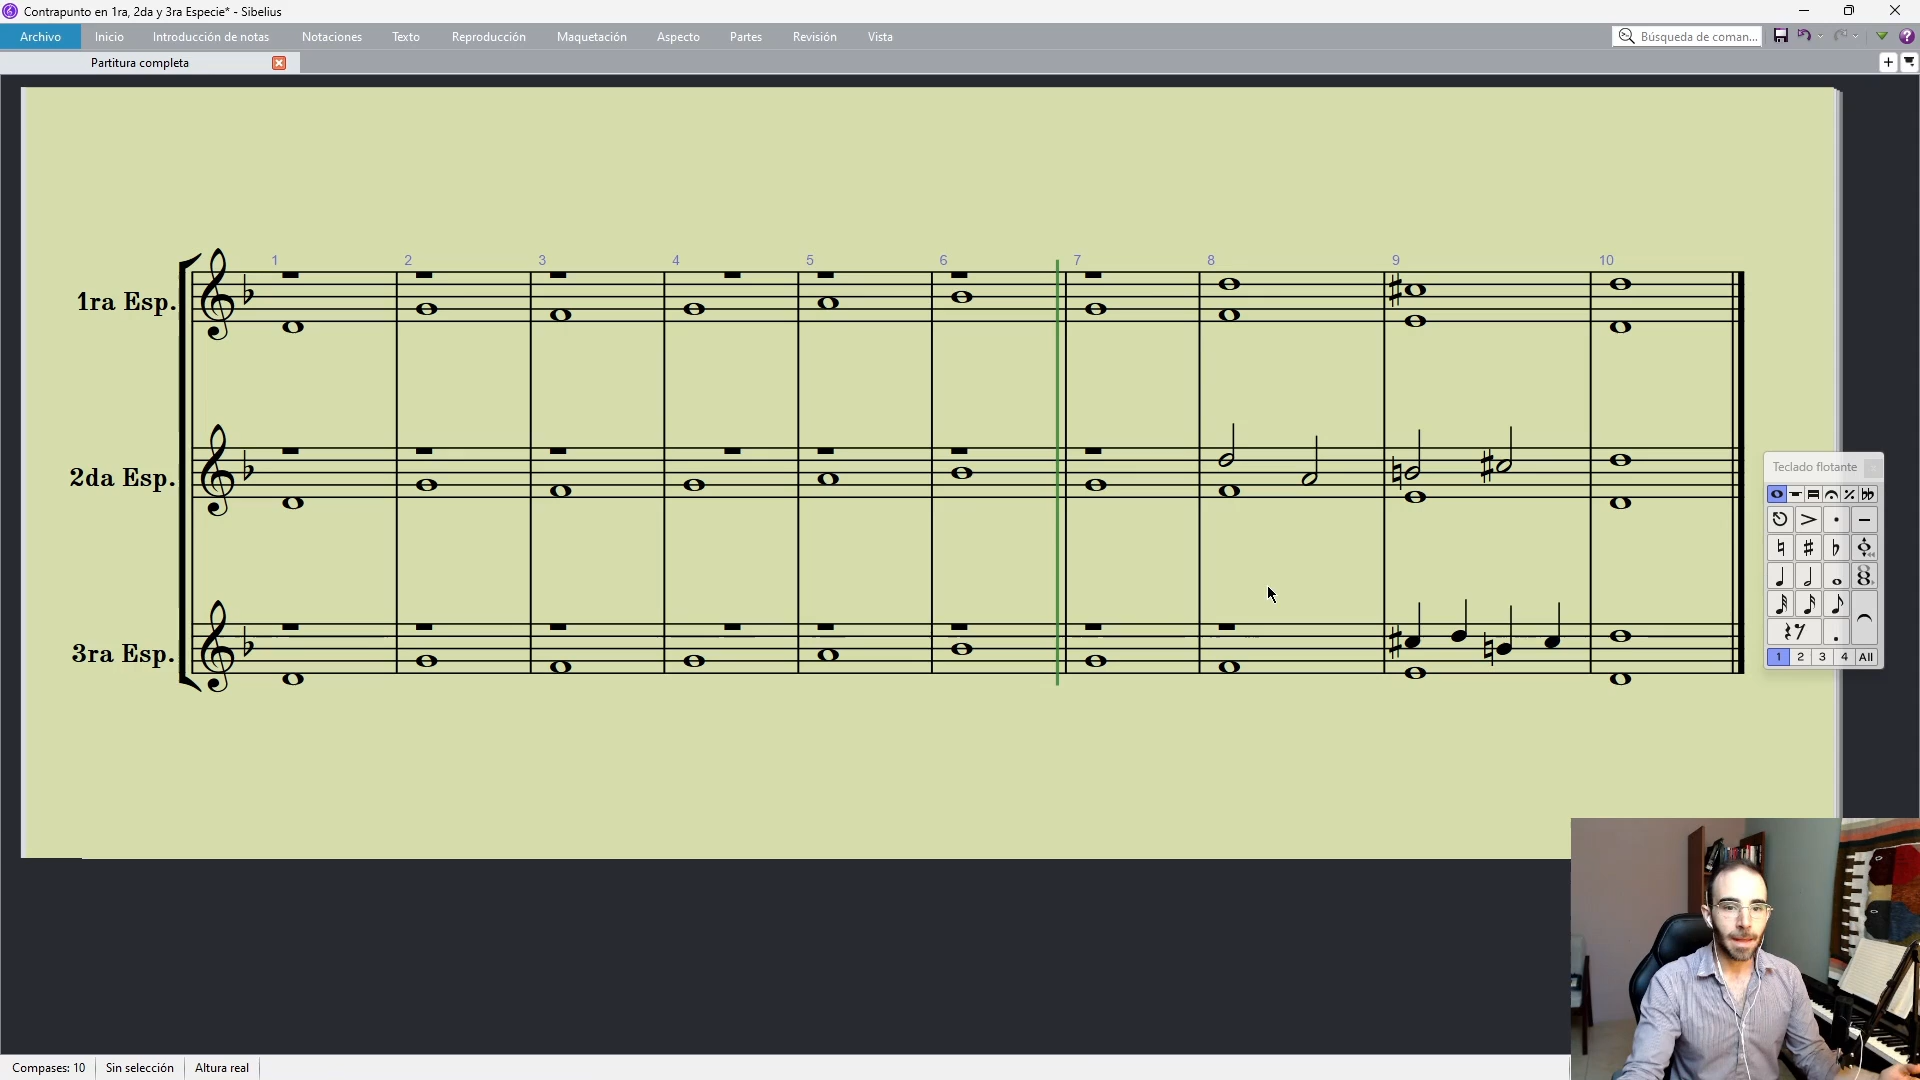 Contrapunto en 1ra, 2da y 3ra Especie* - Sibelius
Archivo Inicio Introducción de notas Notaciones Texto Reproducción Maquetación Aspecto Partes Revisión Vista Búsqueda de coman...
Partitura completa
1 2 3 4 5 6 7 8 9 10
1ra Esp.
2da Esp.
3ra Esp.
Teclado flotante
1 2 3 4 All
Compases: 10 Sin selección Altura real